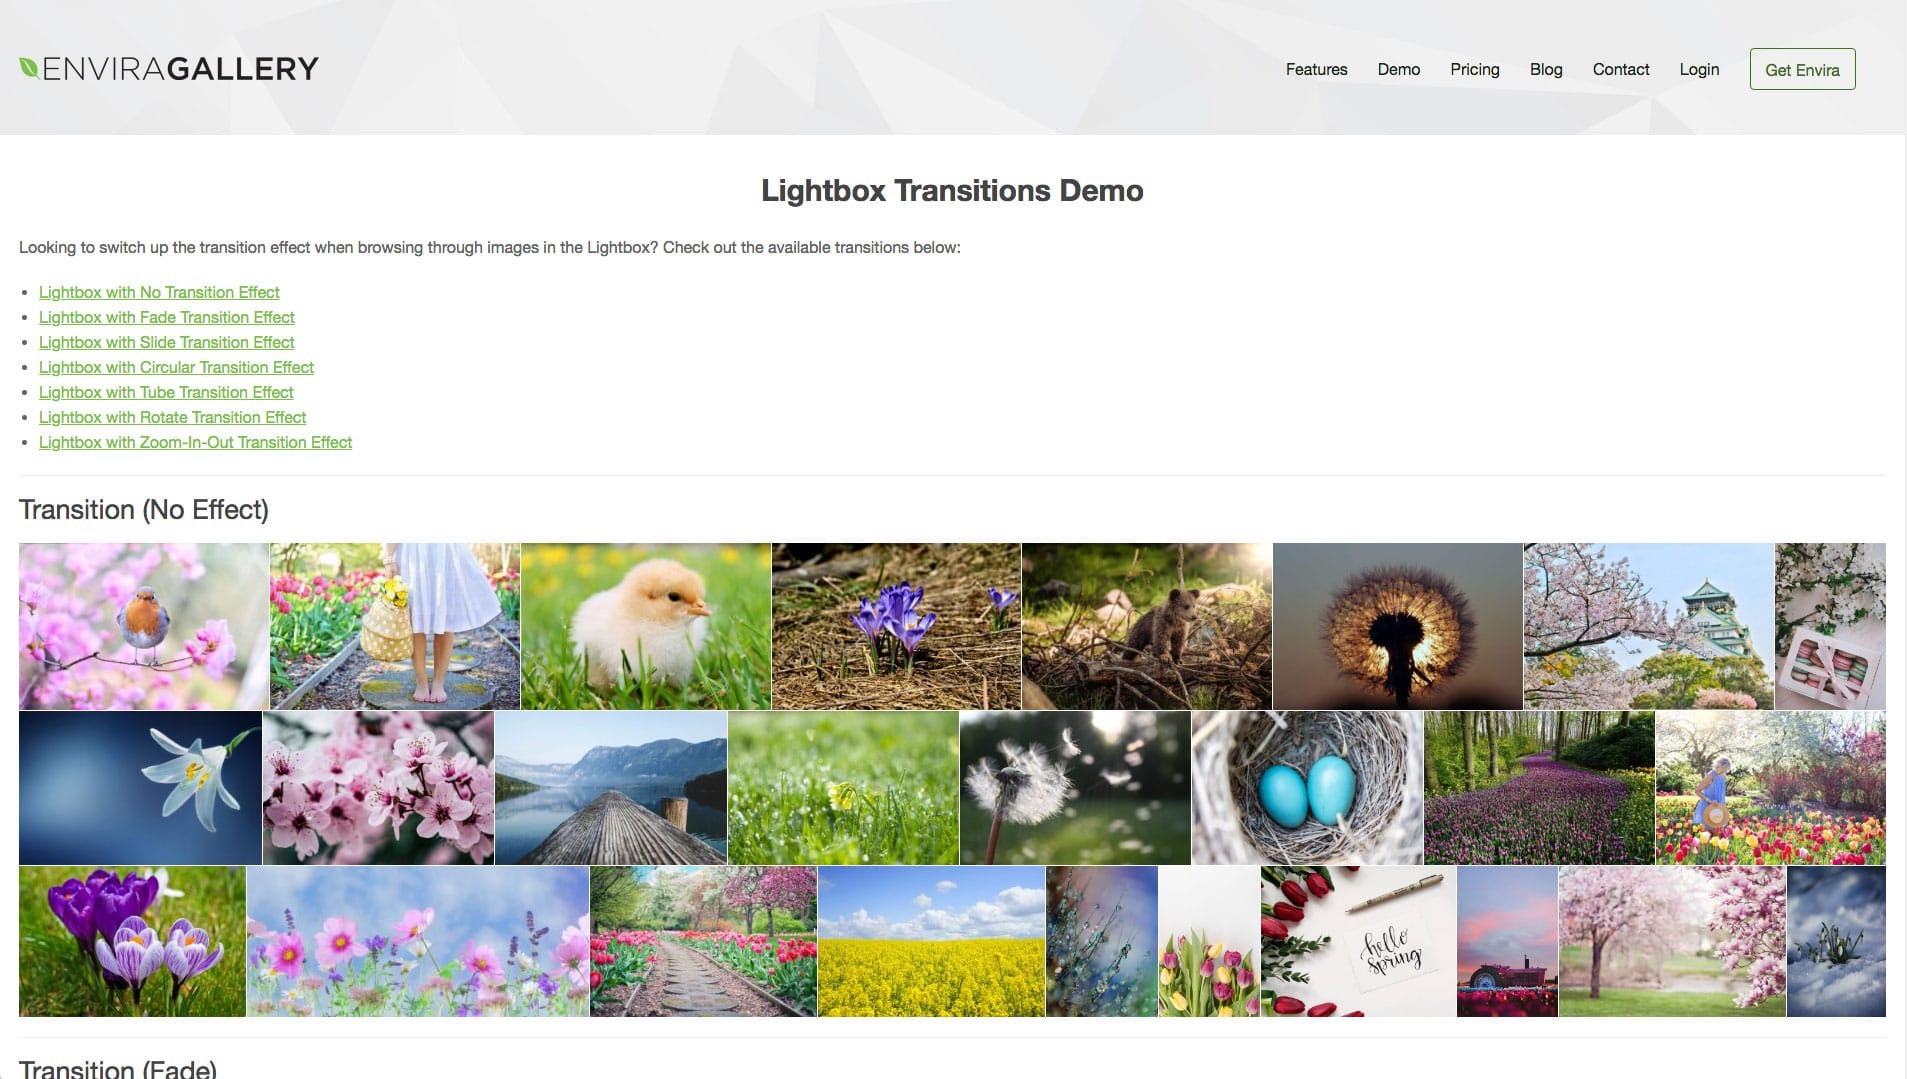 ENVIRAGALLERY
Features Demo Pricing Blog Contact Login Get Envira
Lightbox Transitions Demo
Looking to switch up the transition effect when browsing through images in the Lightbox? Check out the available transitions below:
Lightbox with No Transition Effect
Lightbox with Fade Transition Effect
Lightbox with Slide Transition Effect
Lightbox with Circular Transition Effect
Lightbox with Tube Transition Effect
Lightbox with Rotate Transition Effect
Lightbox with Zoom-In-Out Transition Effect
Transition (No Effect)
hello
spring
Transition (Fade)